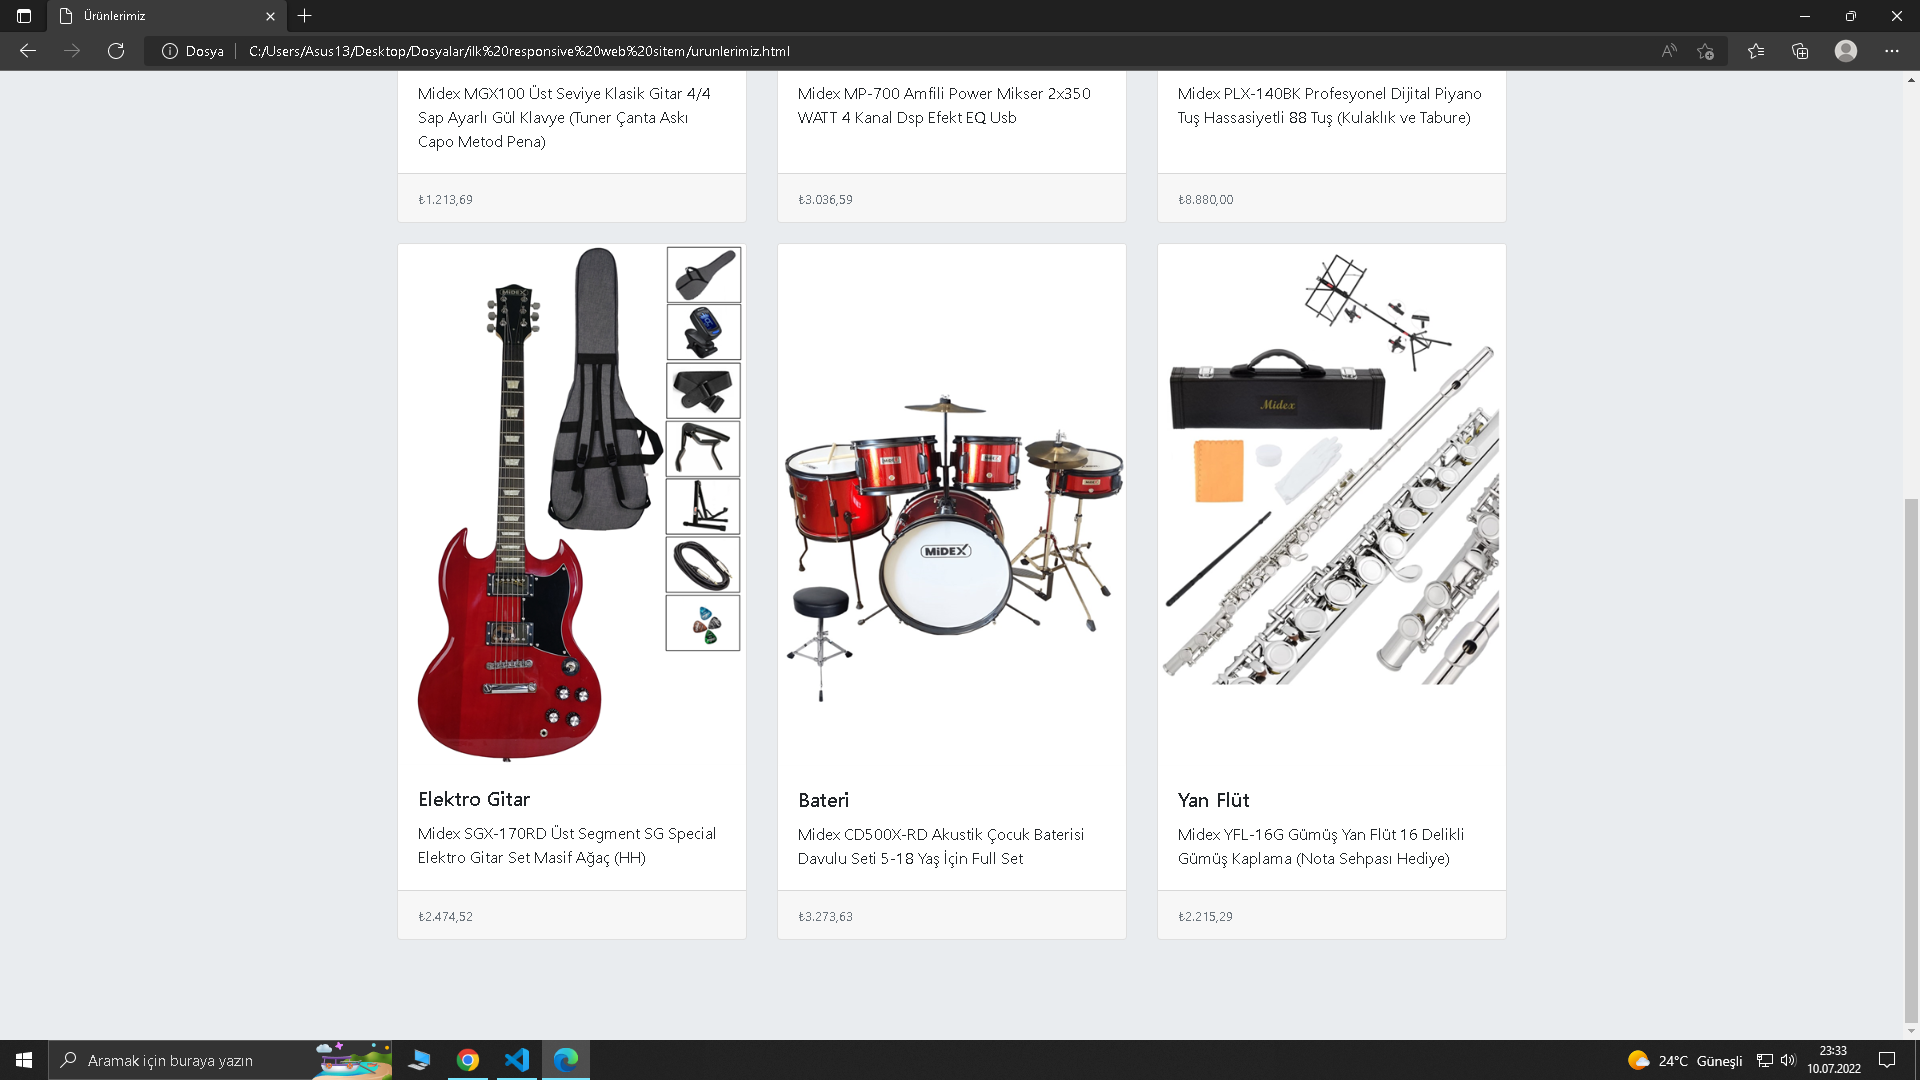 Ürünlerimiz
Dosya
C:/Users/Asus13/Desktop/Dosyalar/ilk%20responsive%20web%20sitem/urunlerimiz.html
Midex MGX100 Üst Seviye Klasik Gitar 4/4
Sap Ayarlı Gül Klavye (Tuner Çanta Askı
Capo Metod Pena)
₺1.213,69
Midex MP-700 Amfili Power Mikser 2x350
WATT 4 Kanal Dsp Efekt EQ Usb
₺3.036,59
Midex PLX-140BK Profesyonel Dijital Piyano
Tuş Hassasiyetli 88 Tuş (Kulaklık ve Tabure)
₺8.880,00
MIDEX
Elektro Gitar
Midex SGX-170RD Üst Segment SG Special
Elektro Gitar Set Masif Ağaç (HH)
₺2.474,52
MiDEX
Bateri
Midex CD500X-RD Akustik Çocuk Baterisi
Davulu Seti 5-18 Yaş İçin Full Set
₺3.273,63
Midex
Yan Flüt
Midex YFL-16G Gümüş Yan Flüt 16 Delikli
Gümüş Kaplama (Nota Sehpası Hediye)
₺2.215,29
Aramak için buraya yazın
24°C Güneşli
23:33
10.07.2022